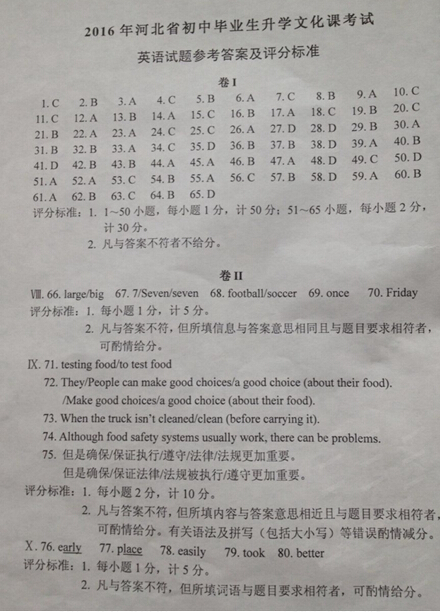 2016年河北省初中毕业生升学文化课考试
英语试题参考答案及评分标准
卷I
1. C 2. B 3. A 4. C 5. B 6. A 7. C 8. B 9. A 10. C
11. C 12. A 13. B 14. A 15. C 16. B 17. A 18. C 19. B 20. C
21. B 22. A 23. A 24. C 25. C 26. A 27. D 28. D 29. B 30. A
31. B 32. B 33. A 34. C 35. D 36. B 37. B 38. D 39. A 40. B
41. D 42. B 43. B 44. A 45. A 46. B 47. A 48. D 49. C 50. D
51. A 52. A 53. C 54. B 55. A 56. C 57. B 58. D 59. A 60. B
61. A 62. B 63. C 64. B 65. D
评分标准：1. 1~50小题，每小题1分，计50分；51~65小题，每小题2分，
计30分。
2. 凡与答案不符者不给分。
卷II
Ⅷ. 66. large/big 67. 7/Seven/seven 68. football/soccer 69. once 70. Friday
评分标准：1. 每小题1分，计5分。
2. 凡与答案不符，但所填信息与答案意思相同且与题目要求相符者，
可酌情给分。
Ⅸ. 71. testing food/to test food
72. They/People can make good choices/a good choice (about their food).
/Make good choices/a good choice (about their food).
73. When the truck isn't cleaned/clean (before carrying it).
74. Although food safety systems usually work, there can be problems.
75. 但是确保/保证执行/遵守/法律/法规更加重要。
但是确保/保证法律/法规被执行/遵守更加重要。
评分标准：1. 每小题2分，计10分。
2. 凡与答案不符，但所填内容与答案意思相近且与题目要求相符者，
可酌情给分。有关语法及拼写（包括大小写）等错误酌情减分。
Ⅹ. 76. early 77. place 78. easily 79. took 80. better
评分标准：1. 每小题1分，计5分。
2. 凡与答案不符，但所填词语与题目要求相符者，可酌情给分。